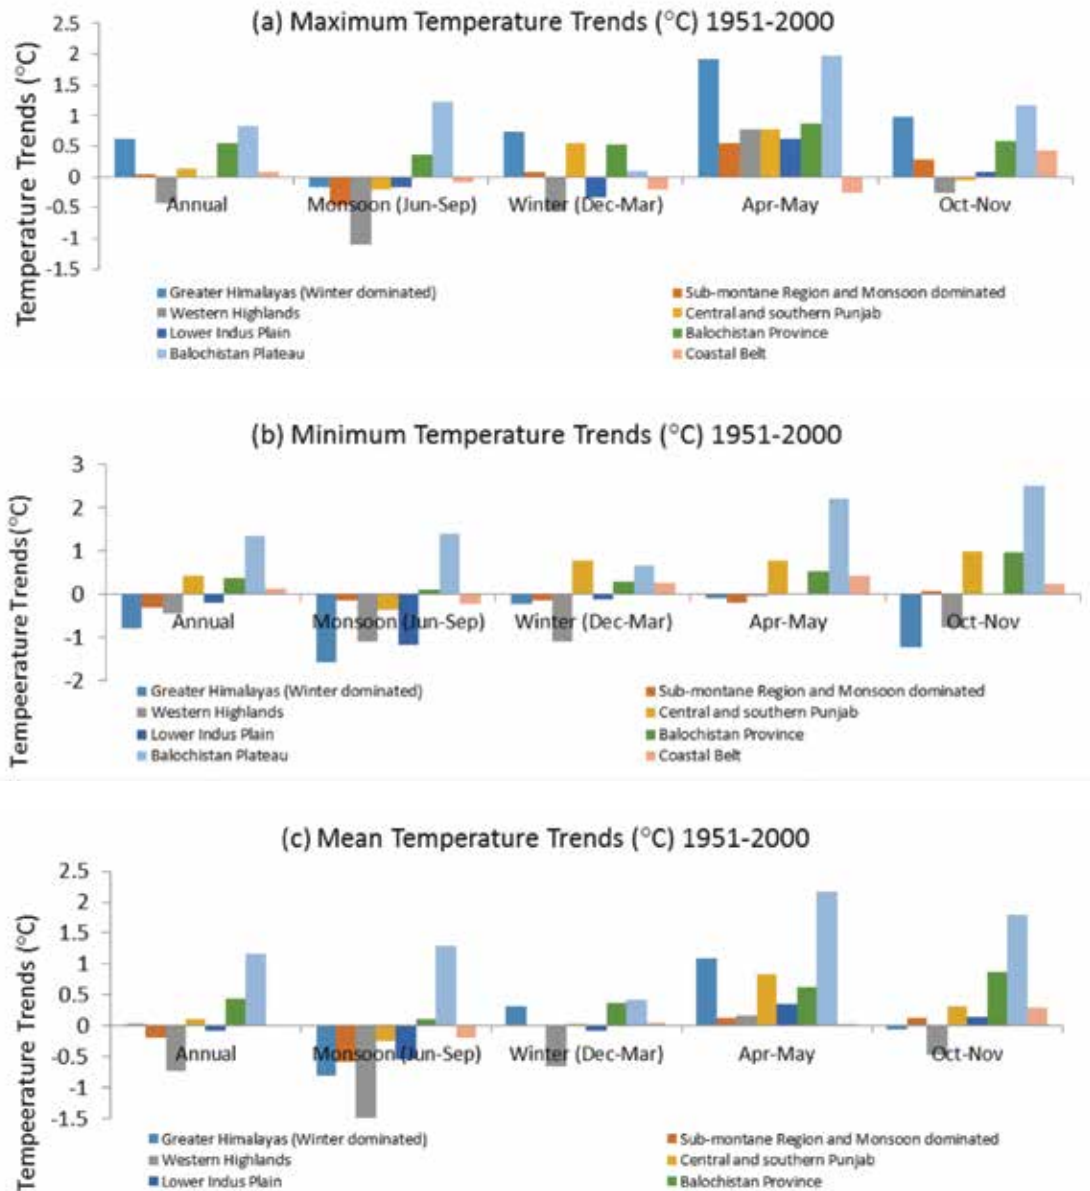 (a) Maximum Temperature Trends (°C) 1951-2000
Temperature Trends (°C)
2.5
2
1.5
1
0.5
0
-0.5
-1
-1.5
Annual
Monsoon (Jun-Sep)
Winter (Dec-Mar)
Apr-May
Oct-Nov
Greater Himalayas (Winter dominated)
Sub-montane Region and Monsoon dominated
Western Highlands
Central and southern Punjab
Lower Indus Plain
Balochistan Province
Balochistan Plateau
Coastal Belt
(b) Minimum Temperature Trends (°C) 1951-2000
Tempeerature Trends(°C)
3
2
1
0
-1
-2
Annual
Monsoon (Jun-Sep)
Winter (Dec-Mar)
Apr-May
Oct-Nov
Greater Himalayas (Winter dominated)
Sub-montane Region and Monsoon dominated
Western Highlands
Central and southern Punjab
Lower Indus Plain
Balochistan Province
Balochistan Plateau
Coastal Belt
(c) Mean Temperature Trends (°C) 1951-2000
Tempeerature Trends (°C)
2.5
2
1.5
1
0.5
0
-0.5
-1
-1.5
Annual
Monsoon (Jun-Sep)
Winter (Dec-Mar)
Apr-May
Oct-Nov
Greater Himalayas (Winter dominated)
Sub-montane Region and Monsoon dominated
Western Highlands
Central and southern Punjab
Lower Indus Plain
Balochistan Province